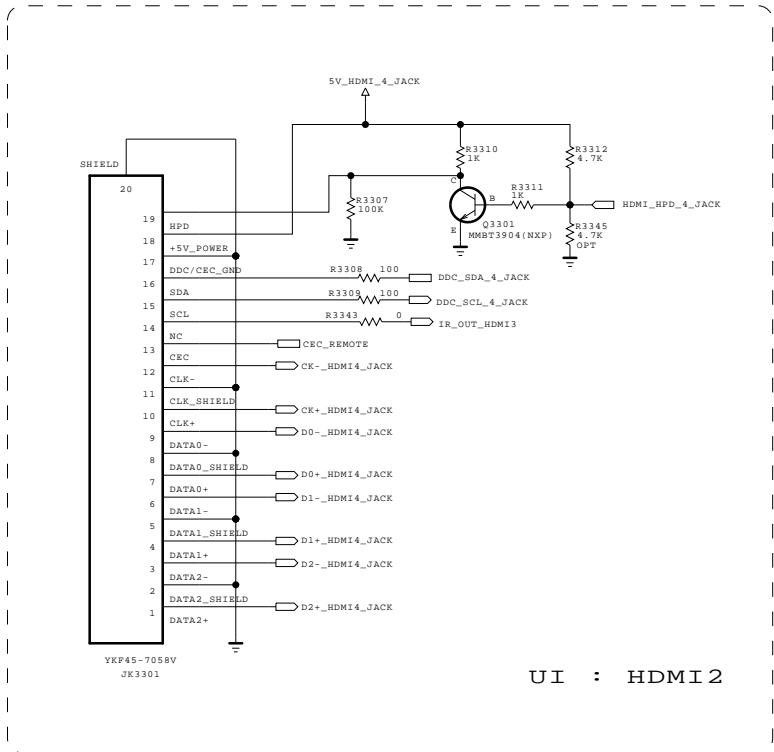 5V_HDMI_4_JACK
SHIELD
20
R3310
1K
R3312
4.7K
C
R3307
100K
B
R3311
1K
HDMI_HPD_4_JACK
19
HPD
E
Q3301
MMBT3904(NXP)
R3345
4.7K
OPT
18
+5V_POWER
17
DDC/CEC_GND
R3308 100
DDC_SDA_4_JACK
16
SDA
R3309 100
DDC_SCL_4_JACK
15
SCL
R3343 0
IR_OUT_HDMI3
14
NC
CEC_REMOTE
13
CEC
CK-_HDMI4_JACK
12
CLK-
11
CLK_SHIELD
CK+_HDMI4_JACK
10
CLK+
D0-_HDMI4_JACK
9
DATA0-
8
DATA0_SHIELD
D0+_HDMI4_JACK
7
DATA0+
D1-_HDMI4_JACK
6
DATA1-
5
DATA1_SHIELD
D1+_HDMI4_JACK
4
DATA1+
D2-_HDMI4_JACK
3
DATA2-
2
DATA2_SHIELD
D2+_HDMI4_JACK
1
DATA2+
YKF45-7058V
JK3301
UI : HDMI2